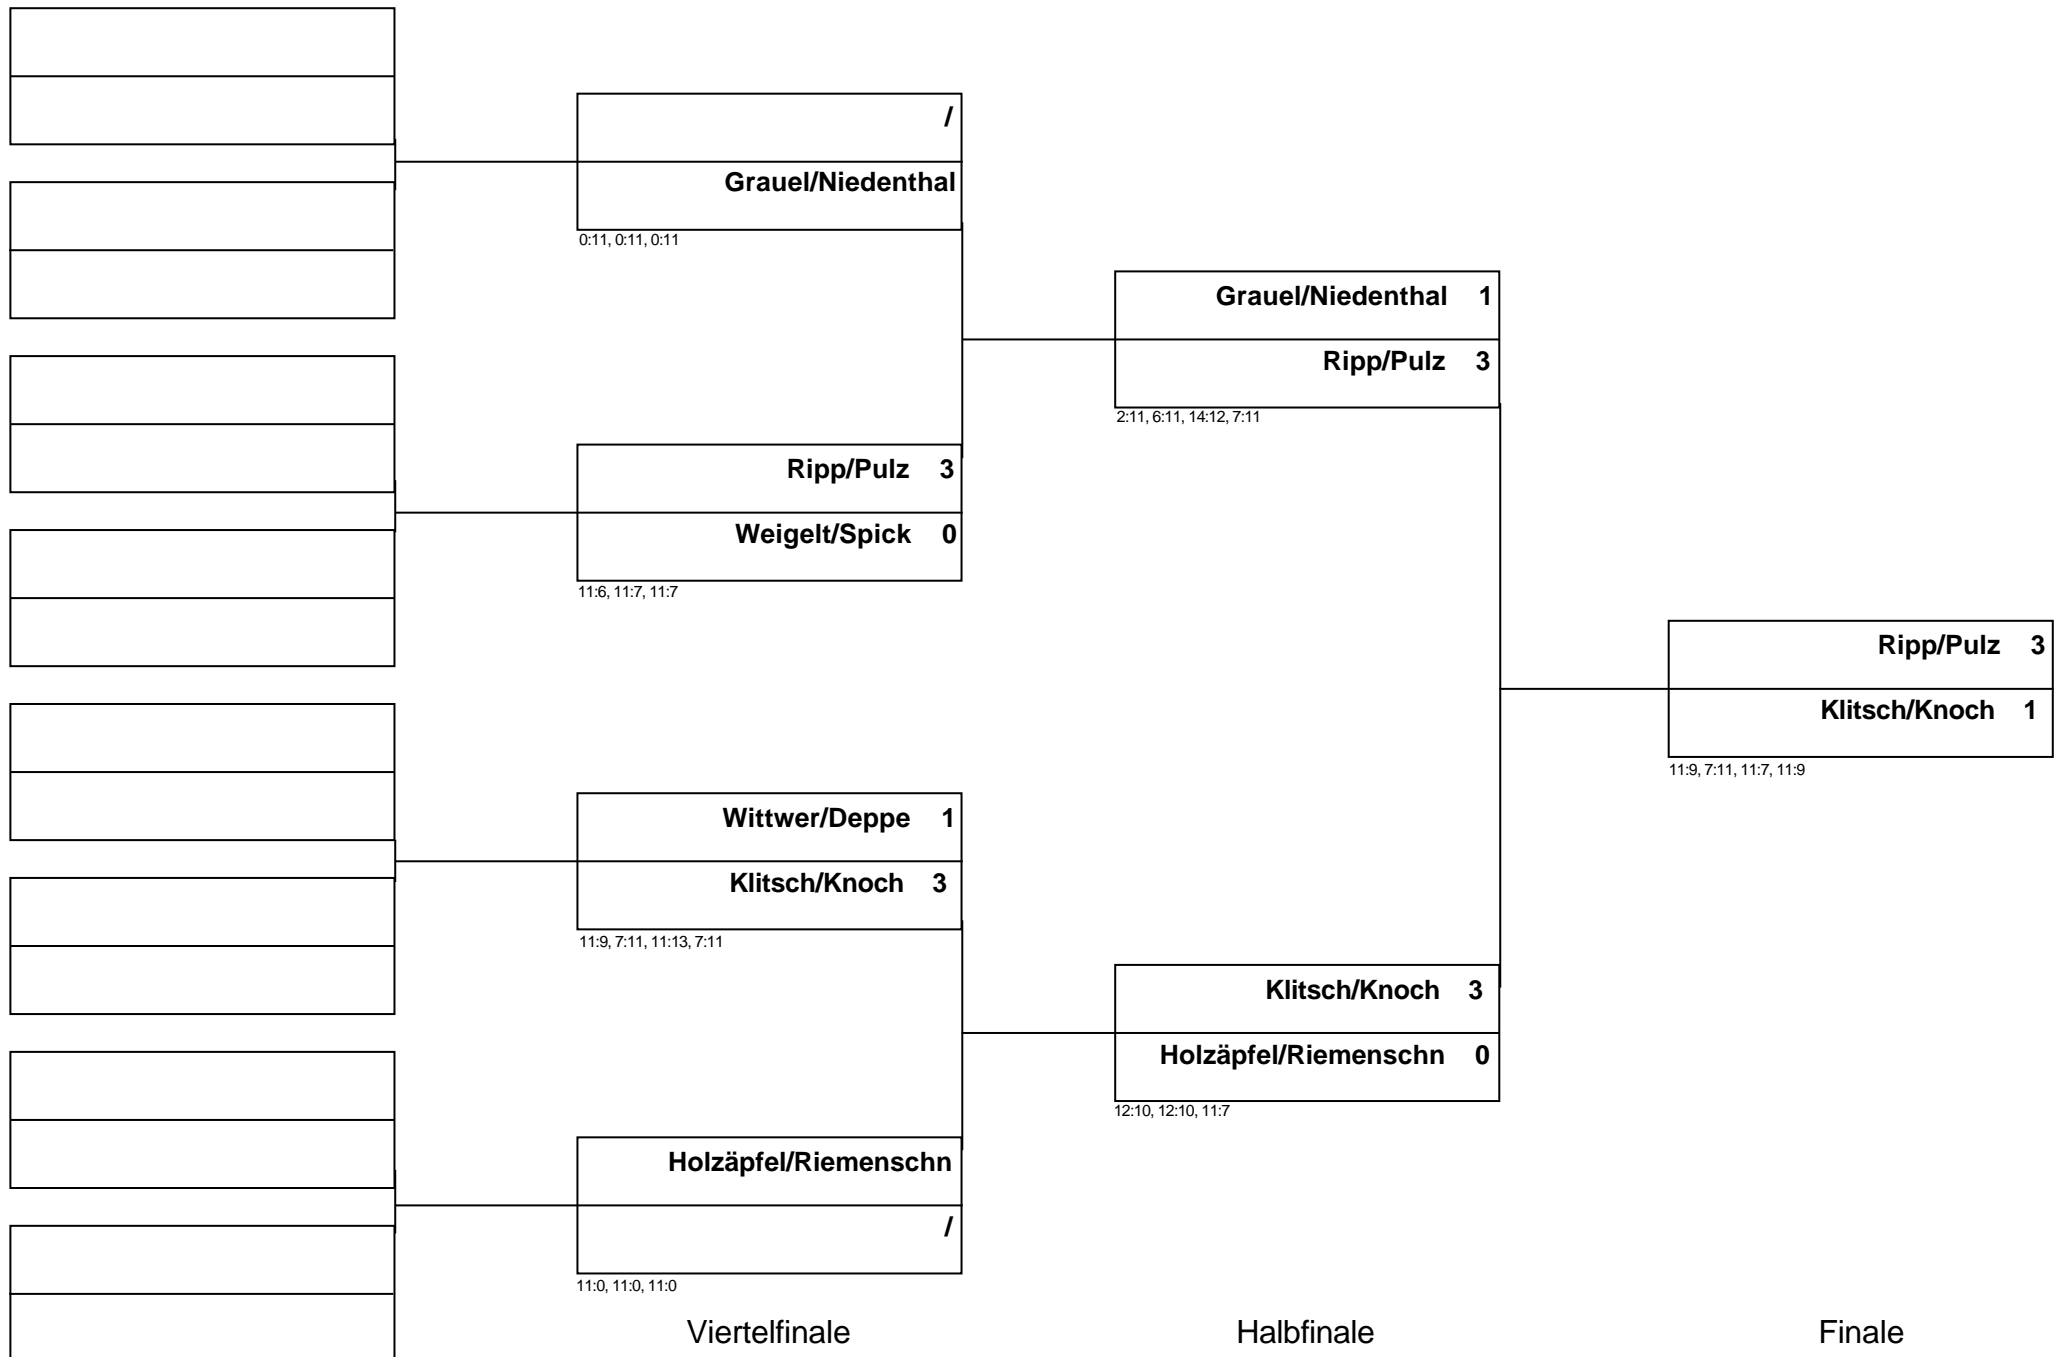 /
Grauel/Niedenthal
0:11, 0:11, 0:11
Ripp/Pulz 3
Weigelt/Spick 0
11:6, 11:7, 11:7
Wittwer/Deppe 1
Klitsch/Knoch 3
11:9, 7:11, 11:13, 7:11
Holzäpfel/Riemenschn
/
11:0, 11:0, 11:0
Viertelfinale
Grauel/Niedenthal 1
Ripp/Pulz 3
2:11, 6:11, 14:12, 7:11
Klitsch/Knoch 3
Holzäpfel/Riemenschn 0
12:10, 12:10, 11:7
Halbfinale
Ripp/Pulz 3
Klitsch/Knoch 1
11:9, 7:11, 11:7, 11:9
Finale